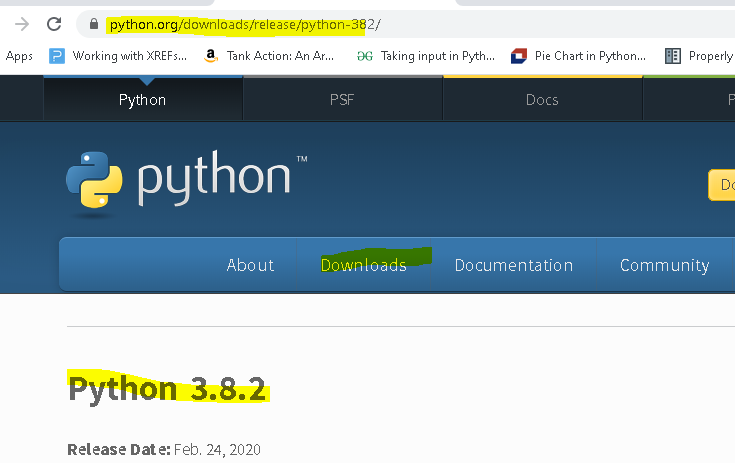 python.org/downloads/release/python-382/
Apps Working with XREFs... Tank Action: An Ar... Taking input in Pyth... Pie Chart in Python... Properly
Python PSF Docs P
python™
Do
About Downloads Documentation Community
Python 3.8.2
Release Date: Feb. 24, 2020